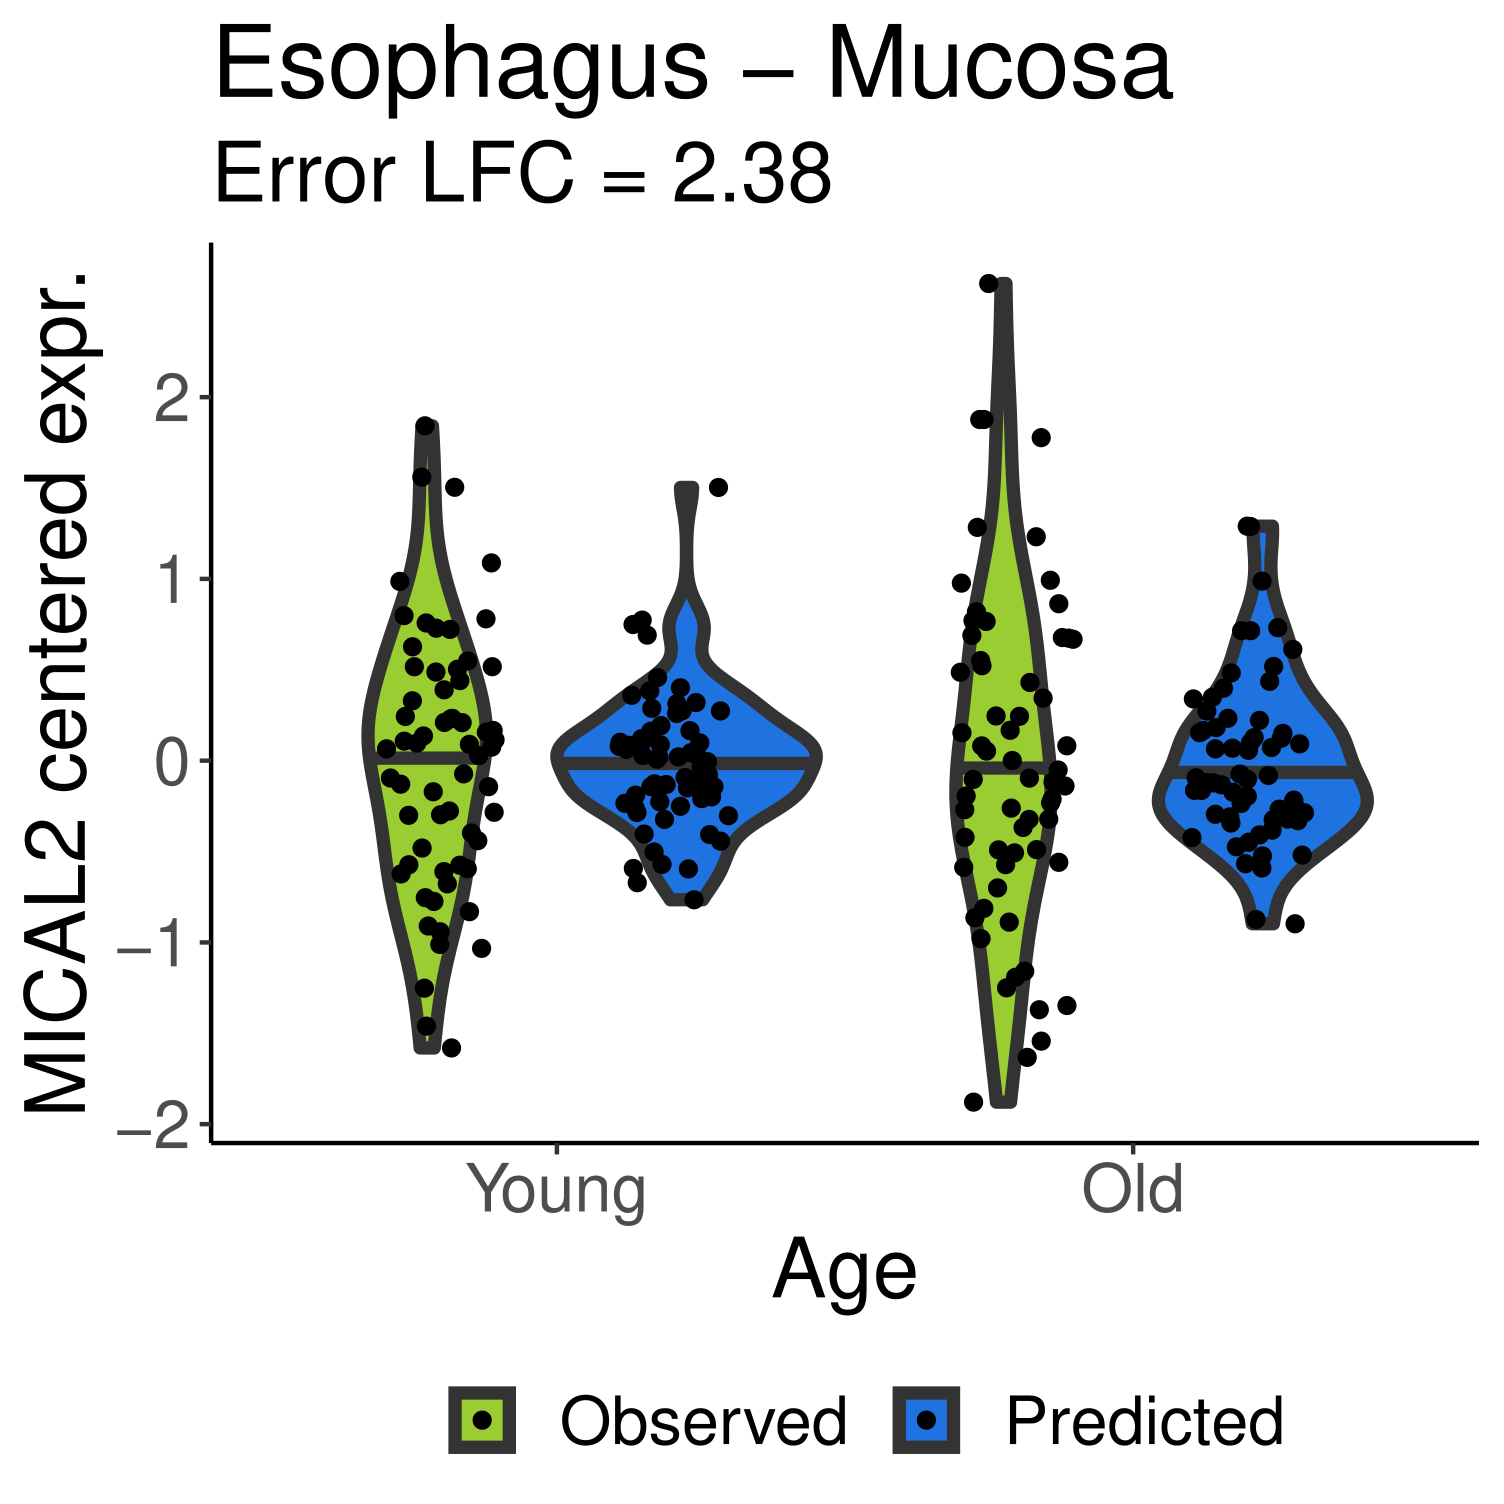 Esophagus – Mucosa
Error LFC = 2.38
MICAL2 centered expr.
2
1
0
−1
−2
Young Old
Age
Observed Predicted